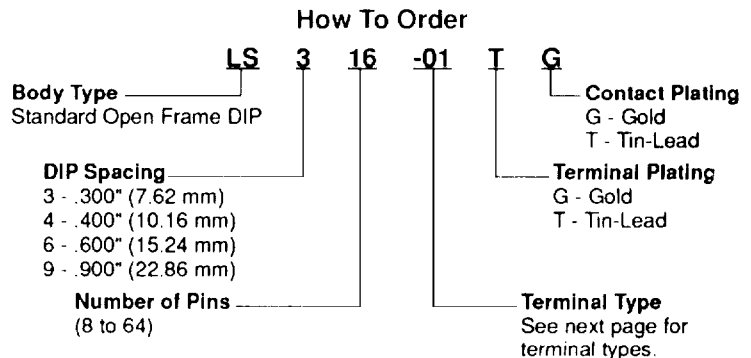 How To Order
LS 3 16 -01 T G
Body Type
Standard Open Frame DIP
Contact Plating
G - Gold
T - Tin-Lead
DIP Spacing
3 - .300" (7.62 mm)
4 - .400" (10.16 mm)
6 - .600" (15.24 mm)
9 - .900" (22.86 mm)
Terminal Plating
G - Gold
T - Tin-Lead
Number of Pins
(8 to 64)
Terminal Type
See next page for
terminal types.